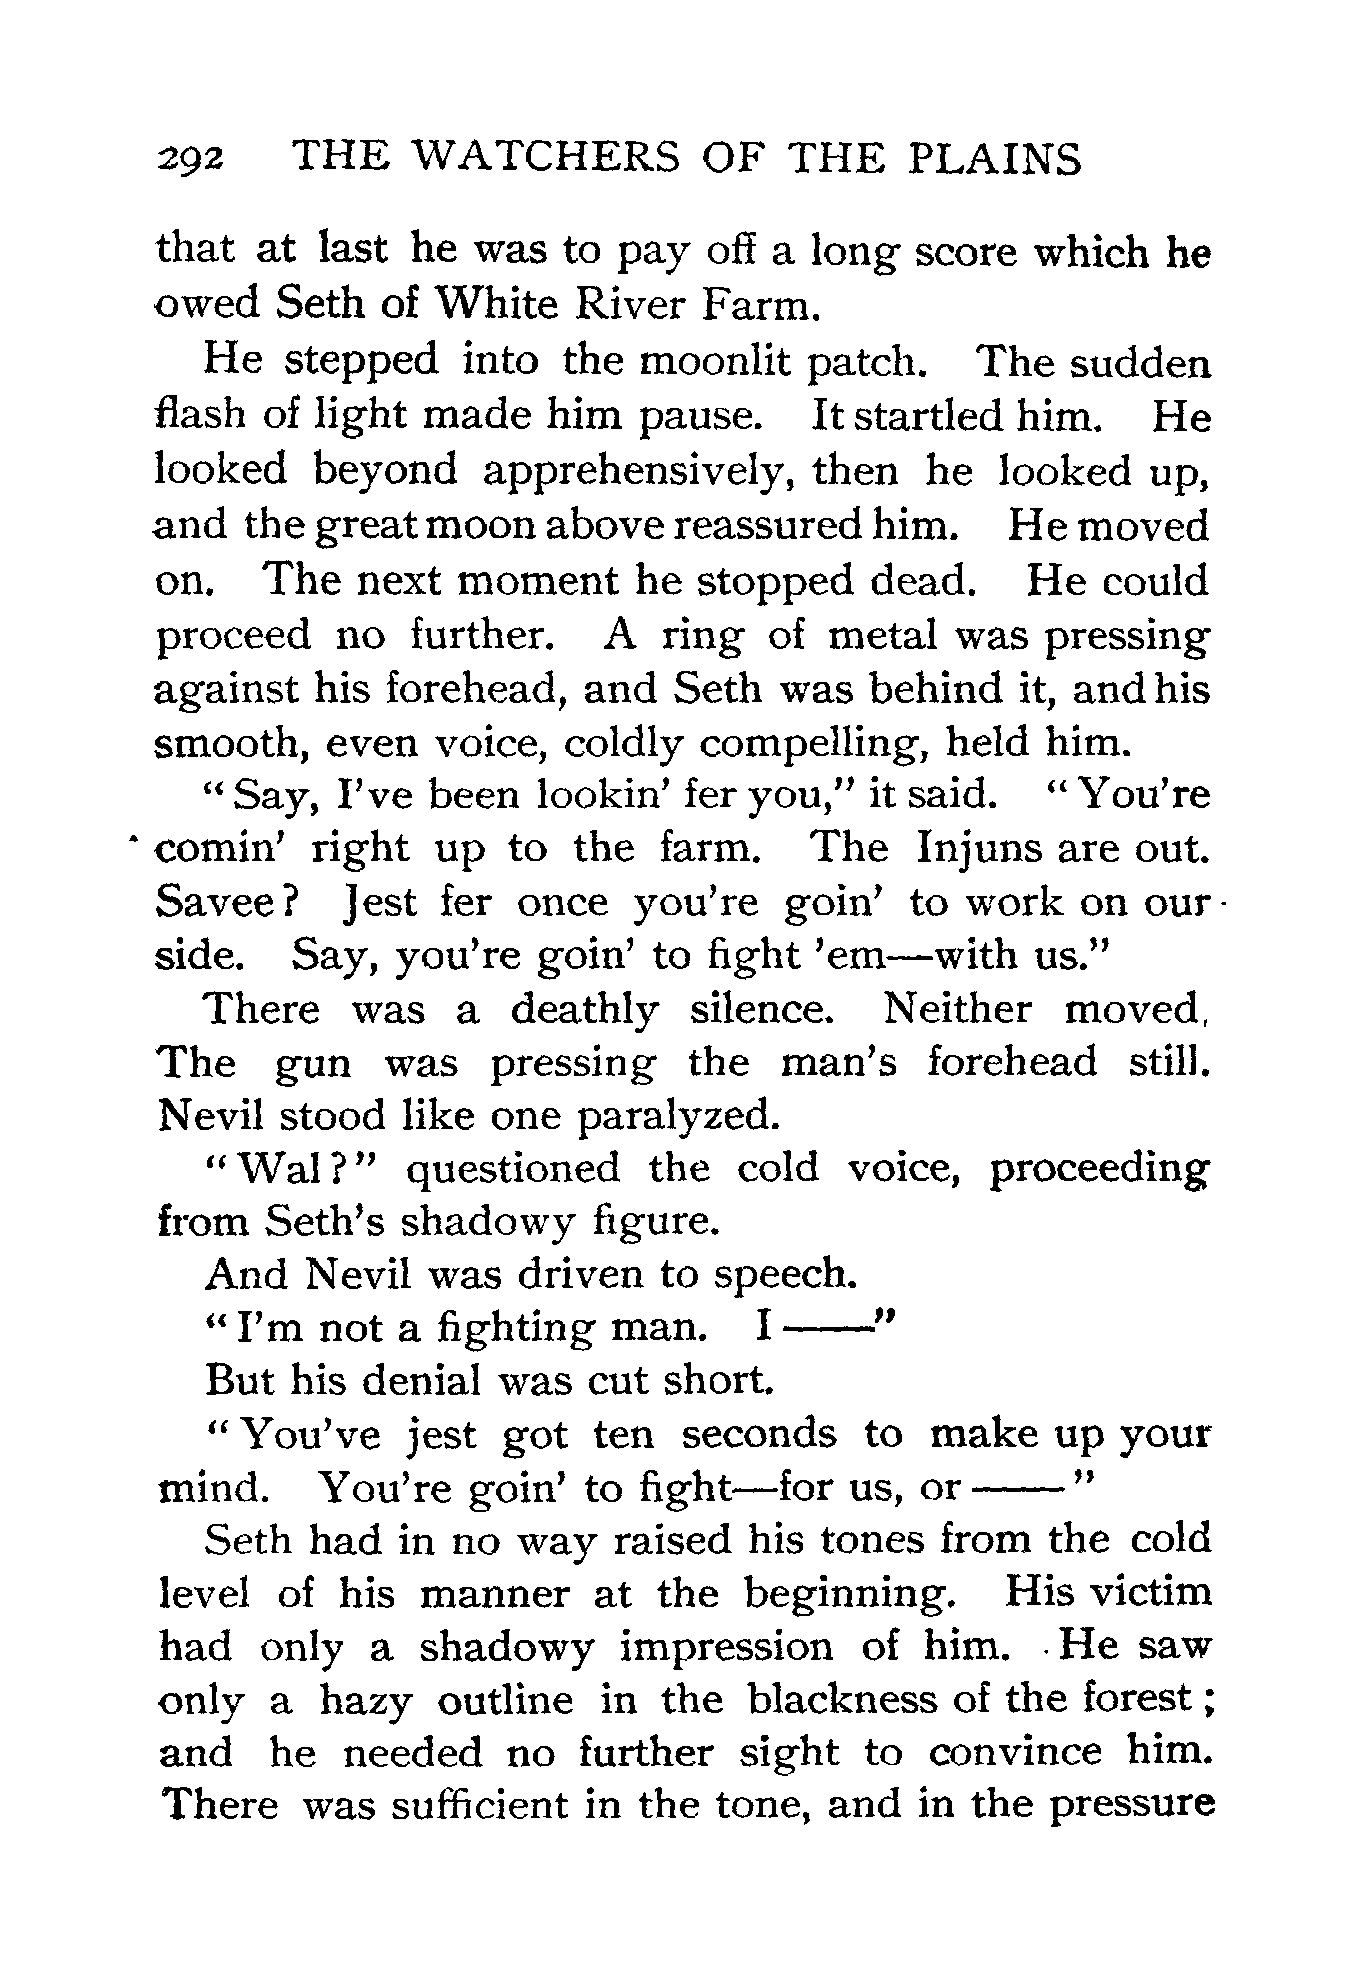 292 THE WATCHERS OF THE PLAINS
that at last he was to pay off a long score which he
owed Seth of White River Farm.
He stepped into the moonlit patch. The sudden
flash of light made him pause. It startled him. He
looked beyond apprehensively, then he looked up,
and the great moon above reassured him. He moved
on. The next moment he stopped dead. He could
proceed no further. A ring of metal was pressing
against his forehead, and Seth was behind it, and his
smooth, even voice, coldly compelling, held him.
"Say, I've been lookin' fer you," it said. "You're
comin' right up to the farm. The Injuns are out.
Savee? Jest fer once you're goin' to work on our
side. Say, you're goin' to fight 'em—with us."
There was a deathly silence. Neither moved,
The gun was pressing the man's forehead still.
Nevil stood like one paralyzed.
"Wal?" questioned the cold voice, proceeding
from Seth's shadowy figure.
And Nevil was driven to speech.
"I'm not a fighting man. I ——"
But his denial was cut short.
"You've jest got ten seconds to make up your
mind. You're goin' to fight—for us, or ——"
Seth had in no way raised his tones from the cold
level of his manner at the beginning. His victim
had only a shadowy impression of him. He saw
only a hazy outline in the blackness of the forest;
and he needed no further sight to convince him.
There was sufficient in the tone, and in the pressure